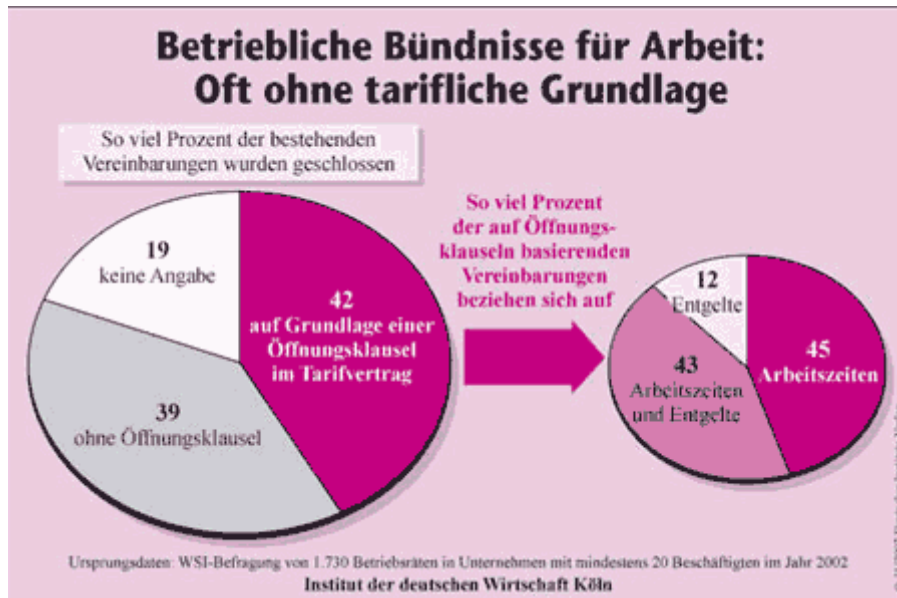 Betriebliche Bündnisse für Arbeit:
Oft ohne tarifliche Grundlage
So viel Prozent der bestehenden
Vereinbarungen wurden geschlossen
19
keine Angabe
42
auf Grundlage einer
Öffnungsklausel
im Tarifvertrag
39
ohne Öffnungsklausel
So viel Prozent
der auf Öffnungs-
klauseln basierenden
Vereinbarungen
beziehen sich auf
12
Entgelte
45
Arbeitszeiten
43
Arbeitszeiten
und Entgelte
Ursprungsdaten: WSI-Befragung von 1.730 Betriebsräten in Unternehmen mit mindestens 20 Beschäftigten im Jahr 2002
Institut der deutschen Wirtschaft Köln